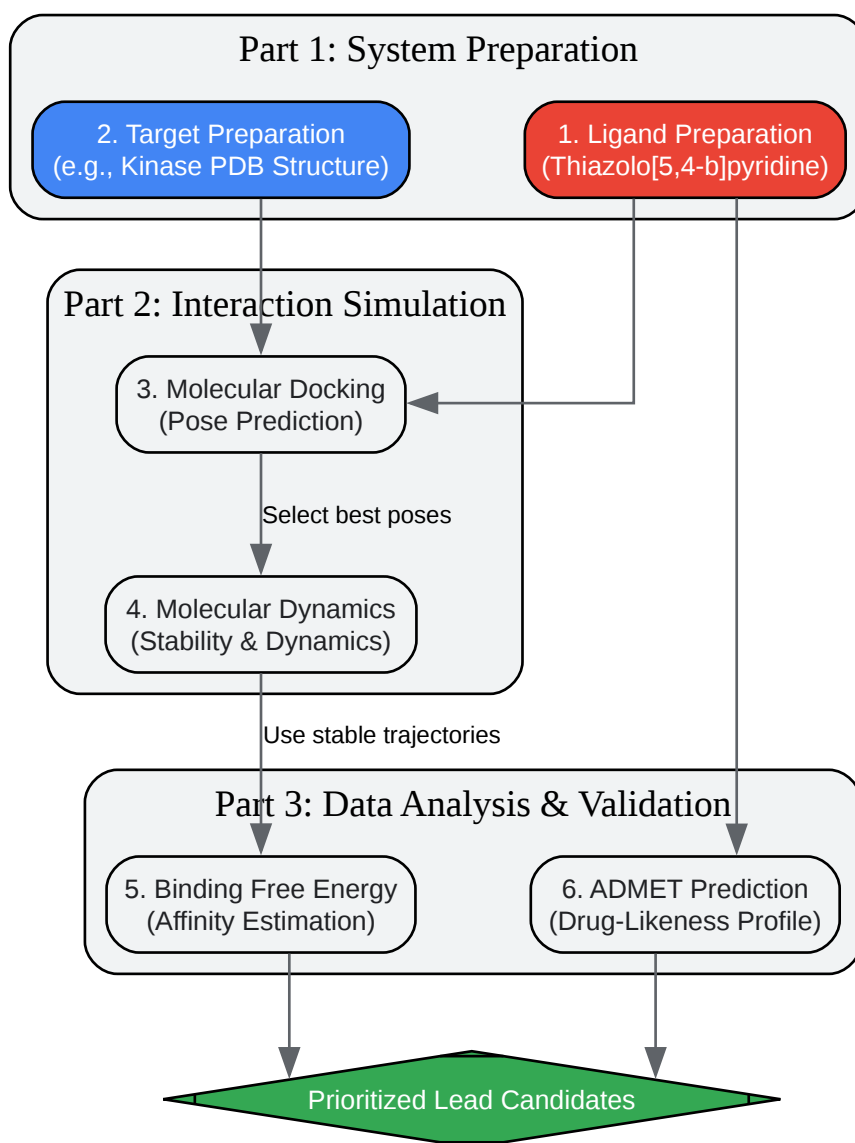 Part 1: System Preparation
2. Target Preparation
(e.g., Kinase PDB Structure)
1. Ligand Preparation
(Thiazolo[5,4-b]pyridine)
Part 2: Interaction Simulation
3. Molecular Docking
(Pose Prediction)
Select best poses
4. Molecular Dynamics
(Stability & Dynamics)
Use stable trajectories
Part 3: Data Analysis & Validation
5. Binding Free Energy
(Affinity Estimation)
6. ADMET Prediction
(Drug-Likeness Profile)
Prioritized Lead Candidates